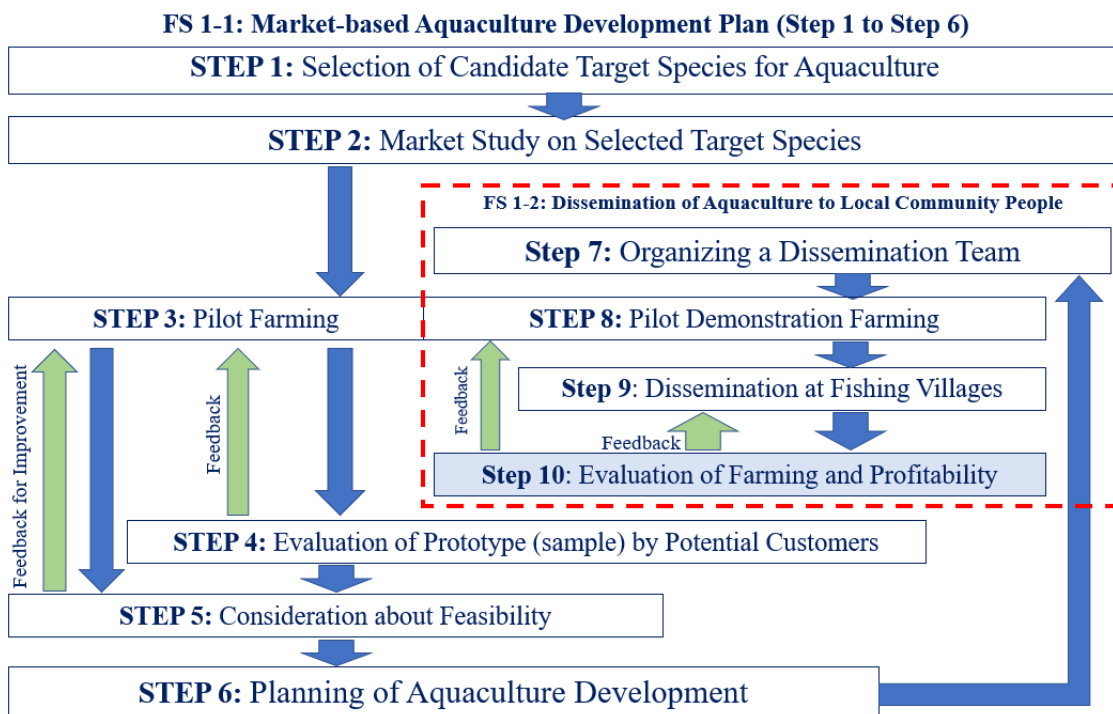 FS 1-1: Market-based Aquaculture Development Plan (Step 1 to Step 6)
STEP 1: Selection of Candidate Target Species for Aquaculture
STEP 2: Market Study on Selected Target Species
FS 1-2: Dissemination of Aquaculture to Local Community People
Step 7: Organizing a Dissemination Team
STEP 3: Pilot Farming
STEP 8: Pilot Demonstration Farming
Feedback for Improvement
Feedback
Feedback
Step 9: Dissemination at Fishing Villages
Feedback
Step 10: Evaluation of Farming and Profitability
STEP 4: Evaluation of Prototype (sample) by Potential Customers
STEP 5: Consideration about Feasibility
STEP 6: Planning of Aquaculture Development